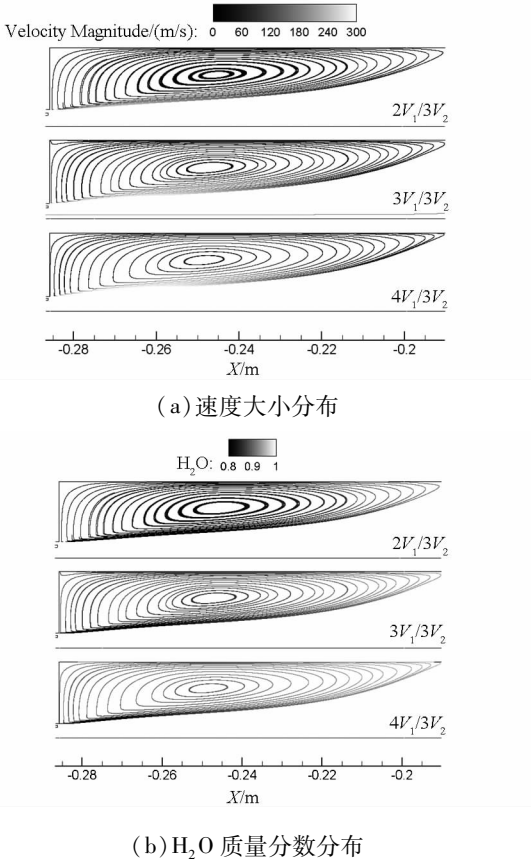 Velocity Magnitude/(m/s): 0 60 120 180 240 300
2V₁/3V₂
3V₁/3V₂
4V₁/3V₂
-0.28 -0.26 -0.24 -0.22 -0.2
X/m
(a)速度大小分布
H₂O: 0.8 0.9 1
2V₁/3V₂
3V₁/3V₂
4V₁/3V₂
-0.28 -0.26 -0.24 -0.22 -0.2
X/m
(b)H₂O 质量分数分布